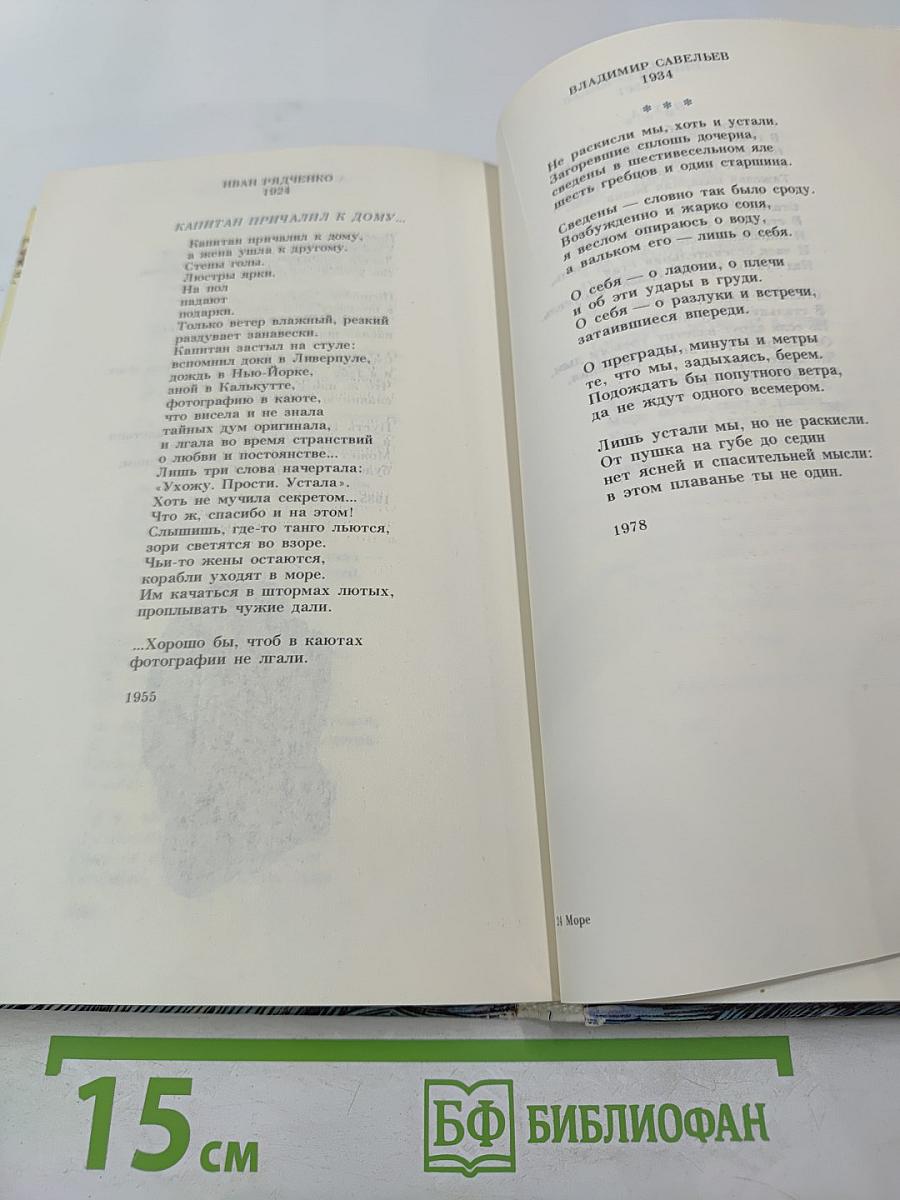 ИВАН РЯДЧЕНКО
1924
КАПИТАН ПРИЧАЛИЛ К ДОМУ...
Капитан причалил к дому,
а жена ушла к другому.
Стены голы.
Люстры ярки.
На пол
падают
подарки.
Только ветер влажный, резкий
раздувает занавески.
Капитан застыл на стуле:
вспомнил доки в Ливерпуле,
дождь в Нью-Йорке,
зной в Калькутте,
фотографию в каюте,
что висела и не знала
тайных дум оригинала,
и лгала во время странствий
о любви и постоянстве...
Лишь три слова начертала:
«Ухожу. Прости. Устала».
Хоть не мучила секретом...
Что ж, спасибо и на этом!
Слышишь, где-то танго льются,
зори светятся во взоре.
Чьи-то жены остаются,
корабли уходят в море.
Им качаться в штормах лютых,
проплывать чужие дали.
...Хорошо бы, чтоб в каютах
фотографии не лгали.
1955
ВЛАДИМИР САВЕЛЬЕВ
1934
* * *
Не раскисли мы, хоть и устали.
Загоревшие сплошь дочерна,
сведены в шестивесельном яле
шесть гребцов и один старшина.
Сведены — словно так было сроду.
Возбужденно и жарко сопя,
я веслом опираюсь о воду,
а вальком его — лишь о себя.
О себя — о ладони, о плечи
и об эти удары в груди.
О себя — о разлуки и встречи,
затаившиеся впереди.
О преграды, минуты и метры
те, что мы, задыхаясь, берем.
Подождать бы попутного ветра,
да не ждут одного всемером.
Лишь устали мы, но не раскисли.
От пушка на губе до седин
нет ясней и спасительней мысли:
в этом плаванье ты не один.
1978
24 Море
15 см
БФ БИБЛИОФАН